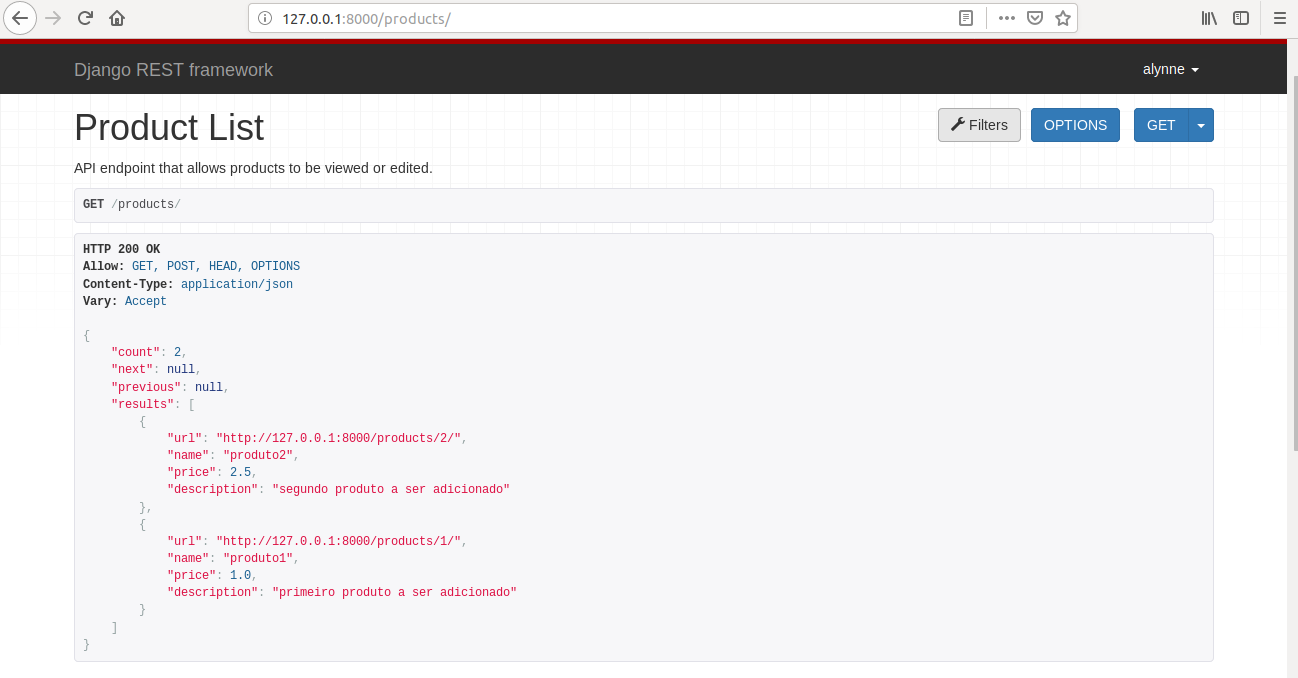 127.0.0.1:8000/products/
Django REST framework
alynne
Product List
Filters
OPTIONS
GET
API endpoint that allows products to be viewed or edited.
GET /products/
HTTP 200 OK
Allow: GET, POST, HEAD, OPTIONS
Content-Type: application/json
Vary: Accept
{
    "count": 2,
    "next": null,
    "previous": null,
    "results": [
        {
            "url": "http://127.0.0.1:8000/products/2/",
            "name": "produto2",
            "price": 2.5,
            "description": "segundo produto a ser adicionado"
        },
        {
            "url": "http://127.0.0.1:8000/products/1/",
            "name": "produto1",
            "price": 1.0,
            "description": "primeiro produto a ser adicionado"
        }
    ]
}